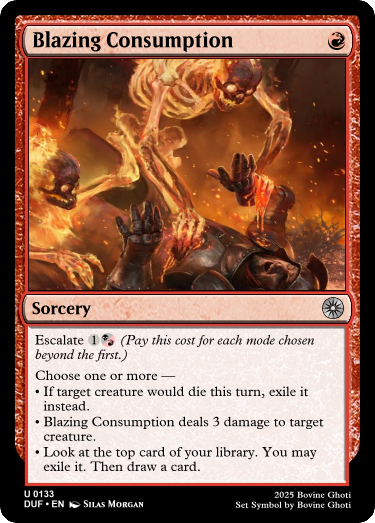 Blazing Consumption
Sorcery
Escalate 1 (Pay this cost for each mode chosen
beyond the first.)
Choose one or more —
• If target creature would die this turn, exile it
instead.
• Blazing Consumption deals 3 damage to target
creature.
• Look at the top card of your library. You may
exile it. Then draw a card.
U 0133
DUF • EN Silas Morgan
2025 Bovine Ghoti
Set Symbol by Bovine Ghoti